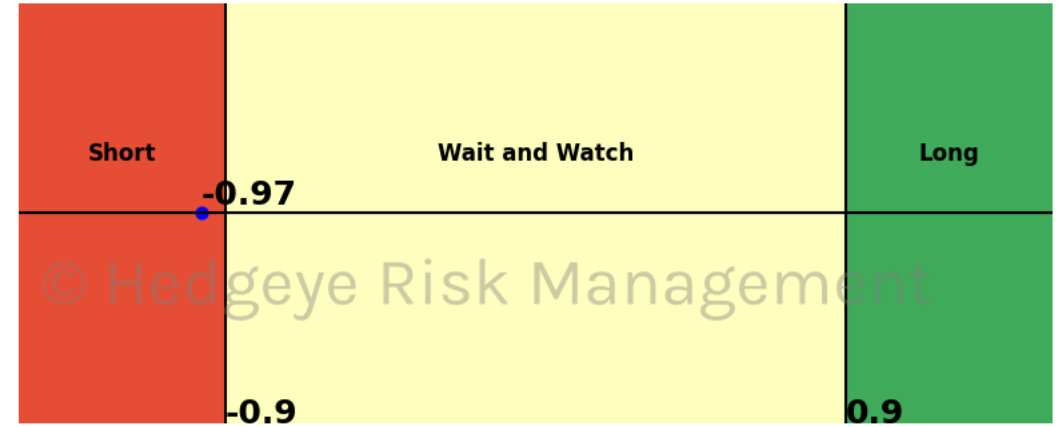 Short
Wait and Watch
Long
-0.97
© Hedgeye Risk Management
-0.9
0.9